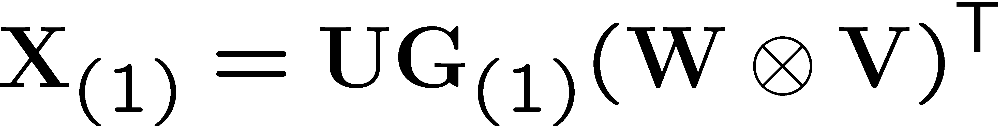 X₍₁₎ = UG₍₁₎(W ⊗ V)ᵀ